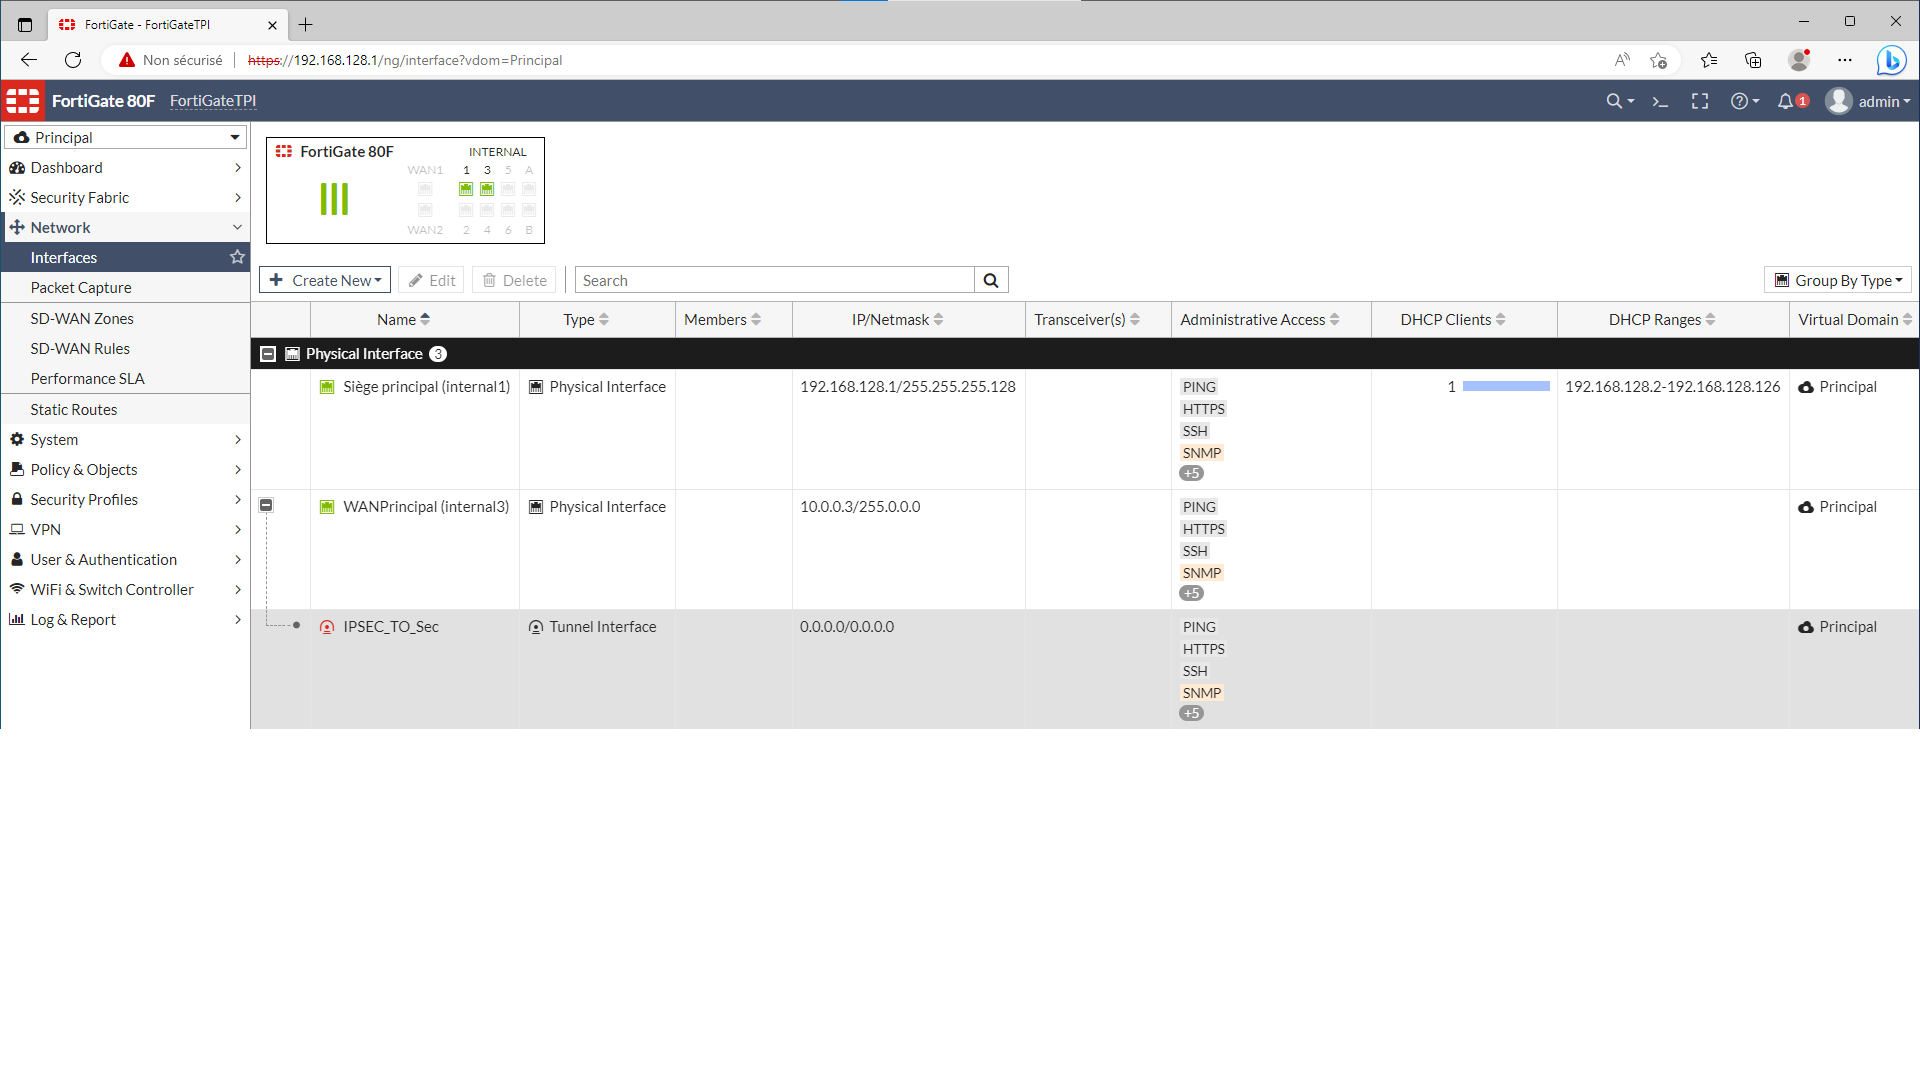 FortiGate - FortiGateTPI
Non sécurisé
https://192.168.128.1/ng/interface?vdom=Principal
FortiGate 80F FortiGateTPI
1 admin
Principal
Dashboard
Security Fabric
Network
Interfaces
Packet Capture
SD-WAN Zones
SD-WAN Rules
Performance SLA
Static Routes
System
Policy & Objects
Security Profiles
VPN
User & Authentication
WiFi & Switch Controller
Log & Report
FortiGate 80F INTERNAL
WAN1 1 3 5 A
WAN2 2 4 6 B
Create New Edit Delete Search Group By Type
Name Type Members IP/Netmask Transceiver(s) Administrative Access DHCP Clients DHCP Ranges Virtual Domain
Physical Interface 3
Siège principal (internal1) Physical Interface 192.168.128.1/255.255.255.128 PING 1 192.168.128.2-192.168.128.126 Principal
HTTPS
SSH
SNMP
+5
WANPrincipal (internal3) Physical Interface 10.0.0.3/255.0.0.0 PING Principal
HTTPS
SSH
SNMP
+5
IPSEC_TO_Sec Tunnel Interface 0.0.0.0/0.0.0.0 PING Principal
HTTPS
SSH
SNMP
+5